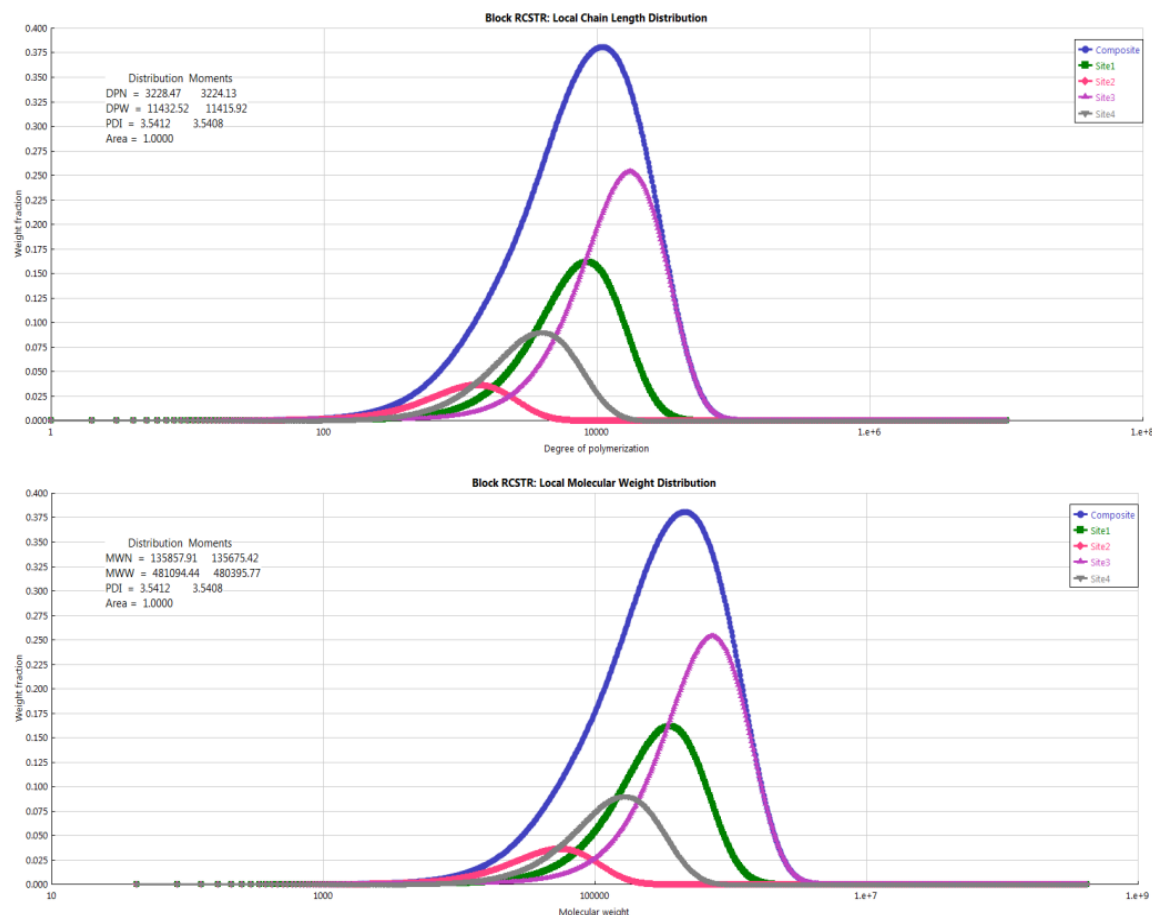 Block RCSTR: Local Chain Length Distribution
0.400
0.375
0.350
0.325
0.300
0.275
0.250
0.225
0.200
0.175
0.150
0.125
0.100
0.075
0.050
0.025
0.000
Weight fraction
Distribution Moments
DPN = 3228.47 3224.13
DPW = 11432.52 11415.92
PDI = 3.5412 3.5408
Area = 1.0000
Composite
Site1
Site2
Site3
Site4
1 100 10000 1.e+6 1.e+8
Degree of polymerization
Block RCSTR: Local Molecular Weight Distribution
0.400
0.375
0.350
0.325
0.300
0.275
0.250
0.225
0.200
0.175
0.150
0.125
0.100
0.075
0.050
0.025
0.000
Weight fraction
Distribution Moments
MWN = 135857.91 135675.42
MWW = 481094.44 480395.77
PDI = 3.5412 3.5408
Area = 1.0000
Composite
Site1
Site2
Site3
Site4
10 1000 100000 1.e+7 1.e+9
Molecular weight